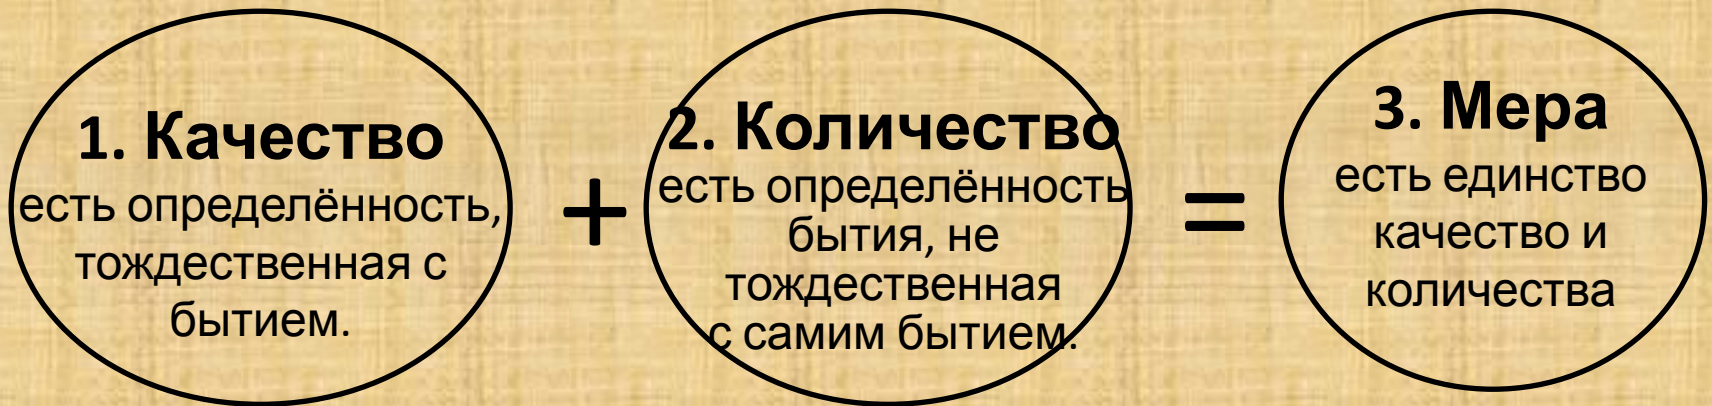 1. Качество
есть определённость,
тождественная с
бытием.
+
2. Количество
есть определённость
бытия, не
тождественная
с самим бытием.
=
3. Мера
есть единство
качество и
количества